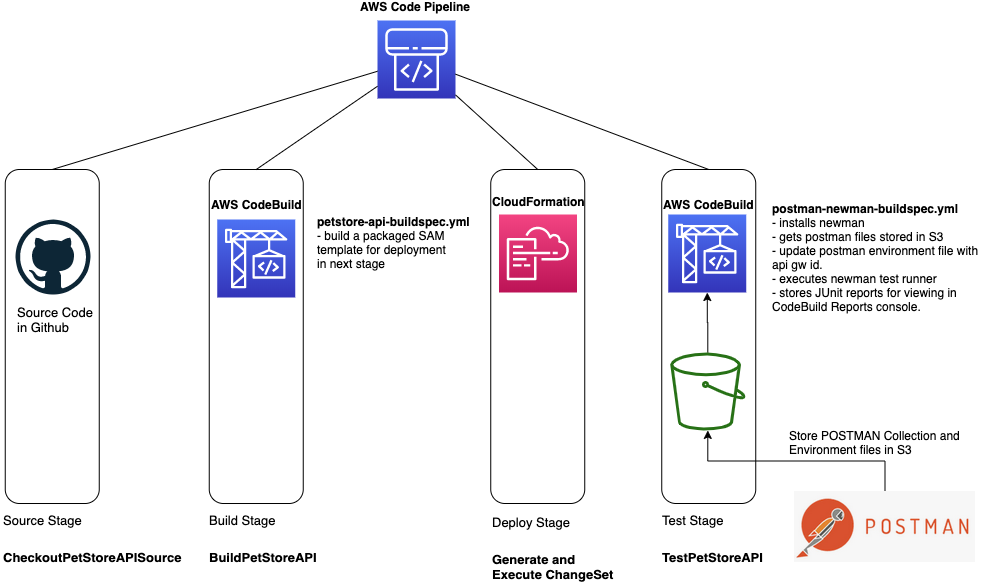 AWS Code Pipeline
Source Code
in Github
AWS CodeBuild
petstore-api-buildspec.yml
- build a packaged SAM
template for deployment
in next stage
CloudFormation
AWS CodeBuild
postman-newman-buildspec.yml
- installs newman
- gets postman files stored in S3
- update postman environment file with
api gw id.
- executes newman test runner
- stores JUnit reports for viewing in
CodeBuild Reports console.
Store POSTMAN Collection and
Environment files in S3
POSTMAN
Source Stage
CheckoutPetStoreAPISource
Build Stage
BuildPetStoreAPI
Deploy Stage
Generate and
Execute ChangeSet
Test Stage
TestPetStoreAPI